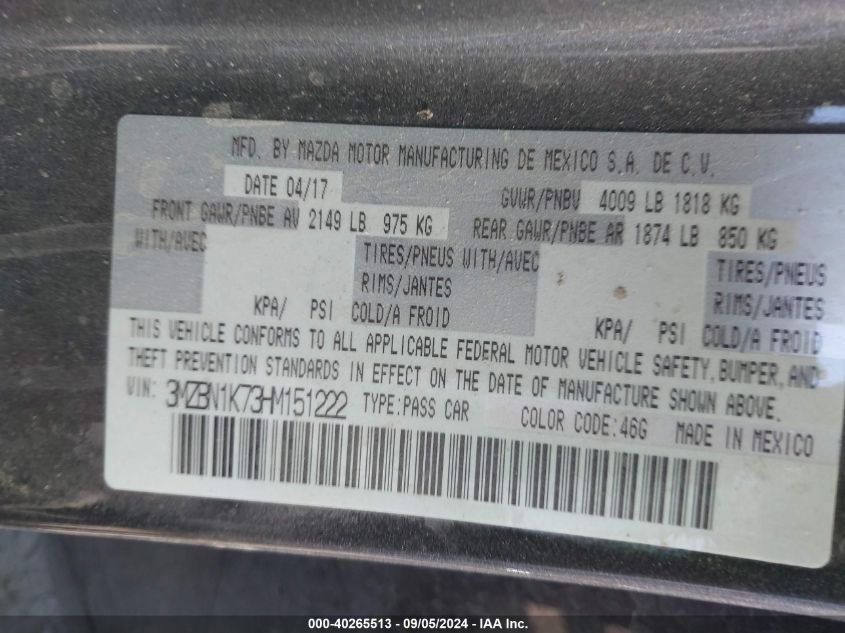 MFD. BY MAZDA MOTOR MANUFACTURING DE MEXICO S.A. DE C.V.
DATE 04/17 GVWR/PNBV 4009 LB 1818 KG
FRONT GAWR/PNBE AV 2149 LB 975 KG REAR GAWR/PNBE AR 1874 LB 850 KG
WITH/AVEC TIRES/PNEUS WITH/AVEC TIRES/PNEUS
RIMS/JANTES RIMS/JANTES
KPA/ PSI COLD/A FROID KPA/ PSI COLD/A FROID
THIS VEHICLE CONFORMS TO ALL APPLICABLE FEDERAL MOTOR VEHICLE SAFETY, BUMPER, AND
THEFT PREVENTION STANDARDS IN EFFECT ON THE DATE OF MANUFACTURE SHOWN ABOVE.
VIN: 3MZBN1K73HM151222 TYPE:PASS CAR COLOR CODE:46G MADE IN MEXICO
000-40265513 - 09/05/2024 - IAA Inc.